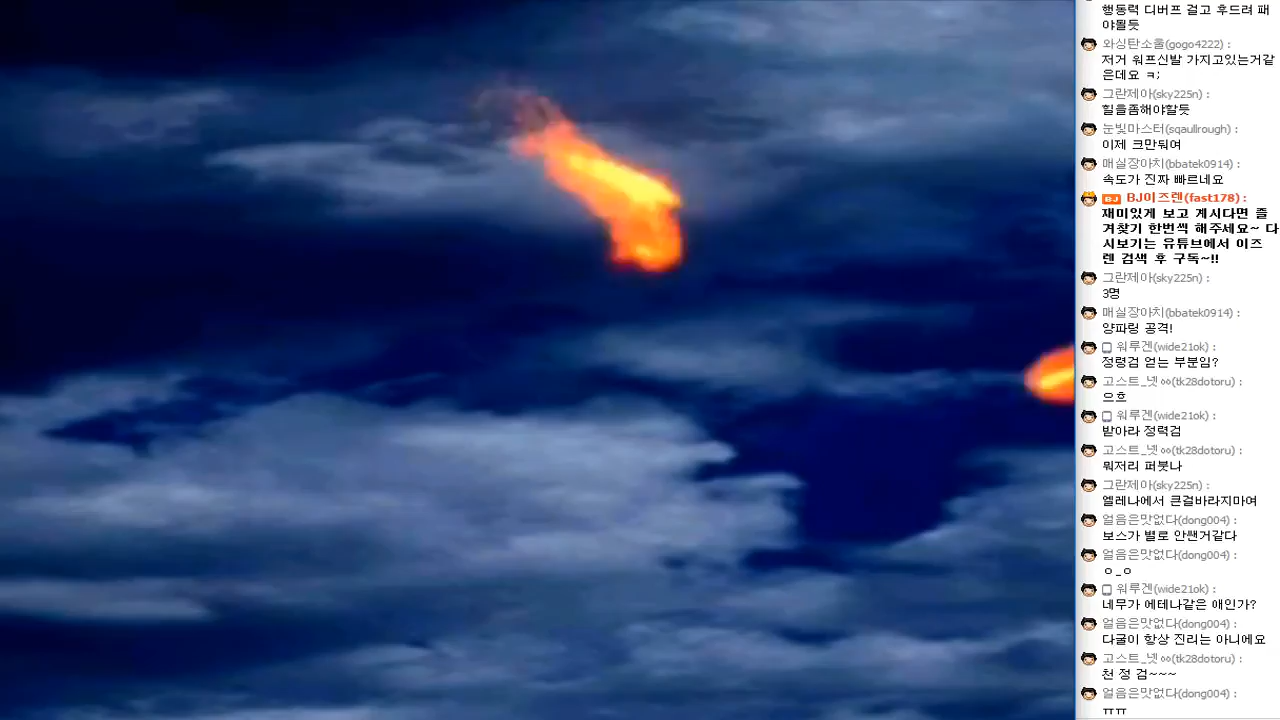 행동력 디버프 걸고 후드려 패
야될듯
와싱탄소울(gogo4222) :
저거 워프신발 가지고있는거같
은데요 ㅋ;
그란제아(sky225n) :
힐을좀해야할듯
눈빛마스터(sqaullrough) :
이제 크만둬여
매실장아치(bbatek0914) :
속도가 진짜 빠르네요
BJ BJ이즈렌(fast178) :
재미있게 보고 계시다면 즐
겨찾기 한번씩 해주세요~ 다
시보기는 유튜브에서 이즈
렌 검색 후 구독~!!
그란제아(sky225n) :
3명
매실장아치(bbatek0914) :
양파링 공격!
워루겐(wide21ok) :
정령검 얻는 부분임?
고스트_넷∞(tk28dotoru) :
으흐
워루겐(wide21ok) :
받아라 정력검
고스트_넷∞(tk28dotoru) :
뭐저리 퍼붓나
그란제아(sky225n) :
엘레나에서 큰걸바라지마여
얼음은맛없다(dong004) :
보스가 별로 안쌘거같다
얼음은맛없다(dong004) :
ㅇ_ㅇ
워루겐(wide21ok) :
네무가 에테나같은 애인가?
얼음은맛없다(dong004) :
다굴이 항상 진리는 아니에요
고스트_넷∞(tk28dotoru) :
천 정 검~~~
얼음은맛없다(dong004) :
ㅠㅠ